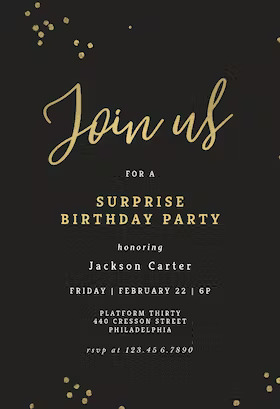 Join us
FOR A
SURPRISE
BIRTHDAY PARTY
honoring
Jackson Carter
FRIDAY | FEBRUARY 22 | 6P
PLATFORM THIRTY
440 CRESSON STREET
PHILADELPHIA
rsvp at 123.456.7890